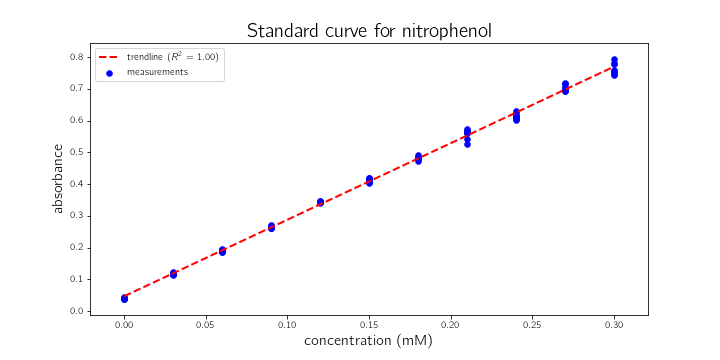 Standard curve for nitrophenol
trendline (R² = 1.00)
measurements
absorbance
0.8
0.7
0.6
0.5
0.4
0.3
0.2
0.1
0.0
0.00 0.05 0.10 0.15 0.20 0.25 0.30
concentration (mM)